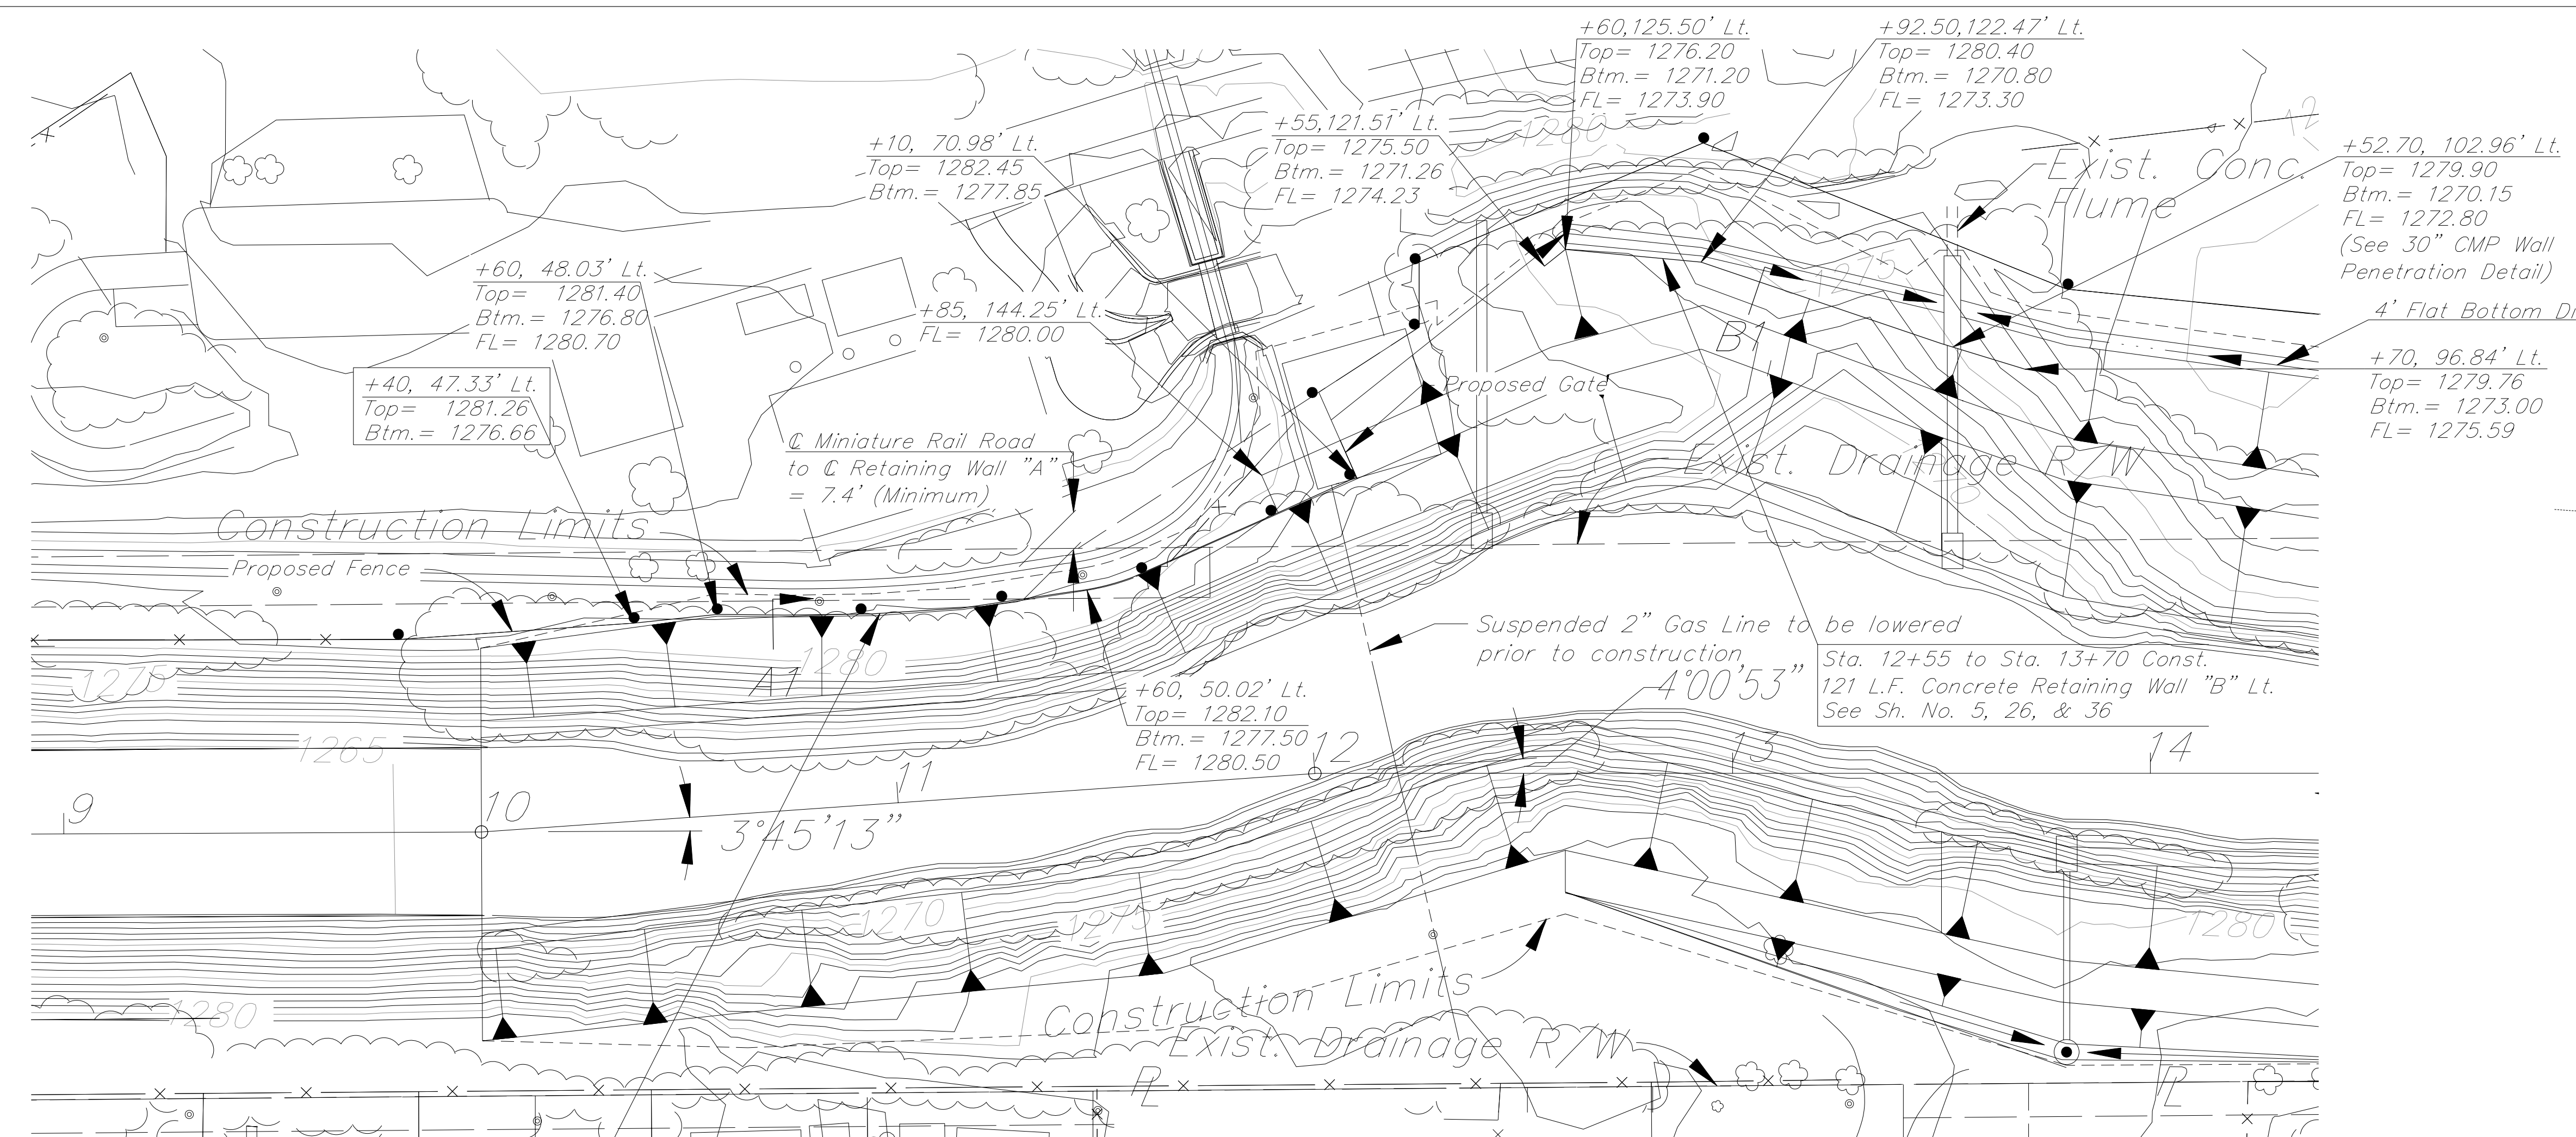 +60,125.50' Lt.
Top= 1276.20
Btm.= 1271.20
FL= 1273.90
+92.50,122.47' Lt.
Top= 1280.40
Btm.= 1270.80
FL= 1273.30
+55,121.51' Lt.
Top= 1275.50
Btm.= 1271.26
FL= 1274.23
+10, 70.98' Lt.
Top= 1282.45
Btm.= 1277.85
1280
12
Exist. Conc.
Flume
+52.70, 102.96' Lt.
Top= 1279.90
Btm.= 1270.15
FL= 1272.80
(See 30" CMP Wall
Penetration Detail)
+60, 48.03' Lt.
Top= 1281.40
Btm.= 1276.80
FL= 1280.70
+85, 144.25' Lt.
FL= 1280.00
1275
B1
4' Flat Bottom
+70, 96.84' Lt.
Top= 1279.76
Btm.= 1273.00
FL= 1275.59
+40, 47.33' Lt.
Top= 1281.26
Btm.= 1276.66
Proposed Gate
℄ Miniature Rail Road
to ℄ Retaining Wall "A"
= 7.4' (Minimum)
Exist. Drainage R/W
Construction Limits
Proposed Fence
1275
A1
1280
Suspended 2" Gas Line to be lowered
prior to construction
4°00'53"
Sta. 12+55 to Sta. 13+70 Const.
121 L.F. Concrete Retaining Wall "B" Lt.
See Sh. No. 5, 26, & 36
+60, 50.02' Lt.
Top= 1282.10
Btm.= 1277.50
FL= 1280.50
1265
9
10
11
12
13
14
3°45'13"
1270
1275
1280
1280
Construction Limits
Exist. Drainage R/W
PL
PL